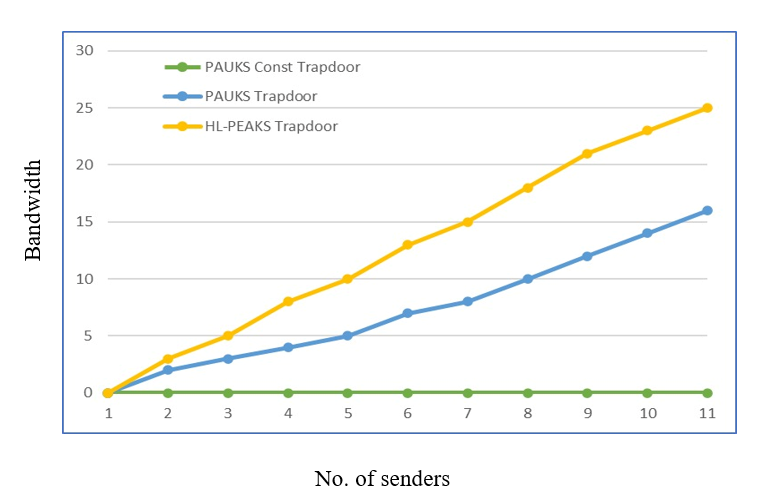 30
PAUKS Const Trapdoor
PAUKS Trapdoor
25
HL-PEAKS Trapdoor
20
15
10
5
0
1 2 3 4 5 6 7 8 9 10 11
Bandwidth
No. of senders